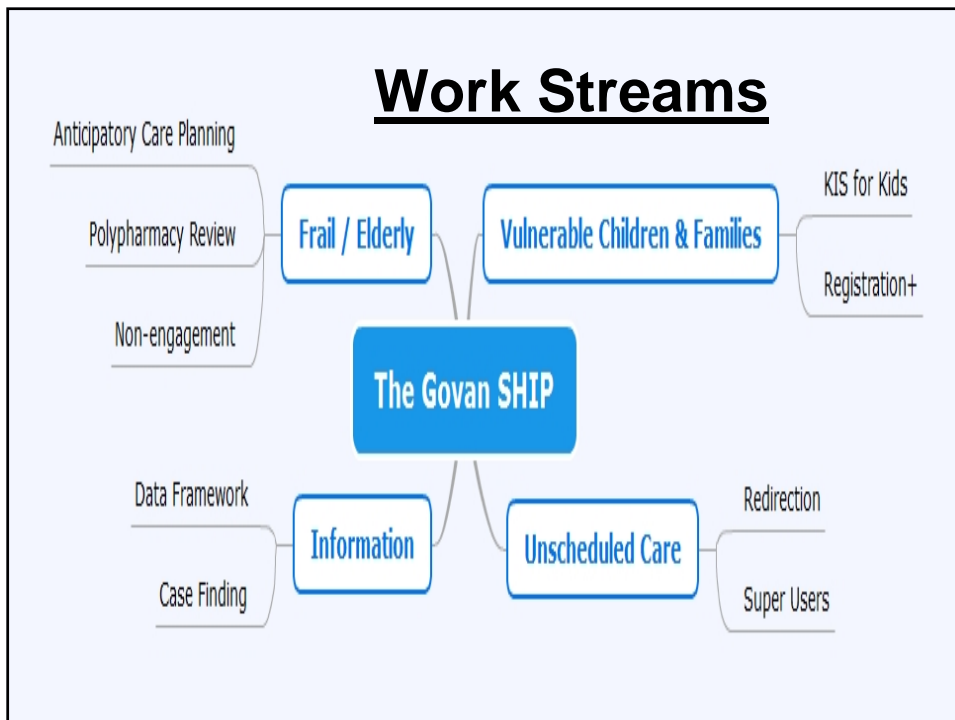 Work Streams
Anticipatory Care Planning
Polypharmacy Review
Non-engagement
Frail / Elderly
Vulnerable Children & Families
KIS for Kids
Registration+
The Govan SHIP
Data Framework
Case Finding
Information
Unscheduled Care
Redirection
Super Users